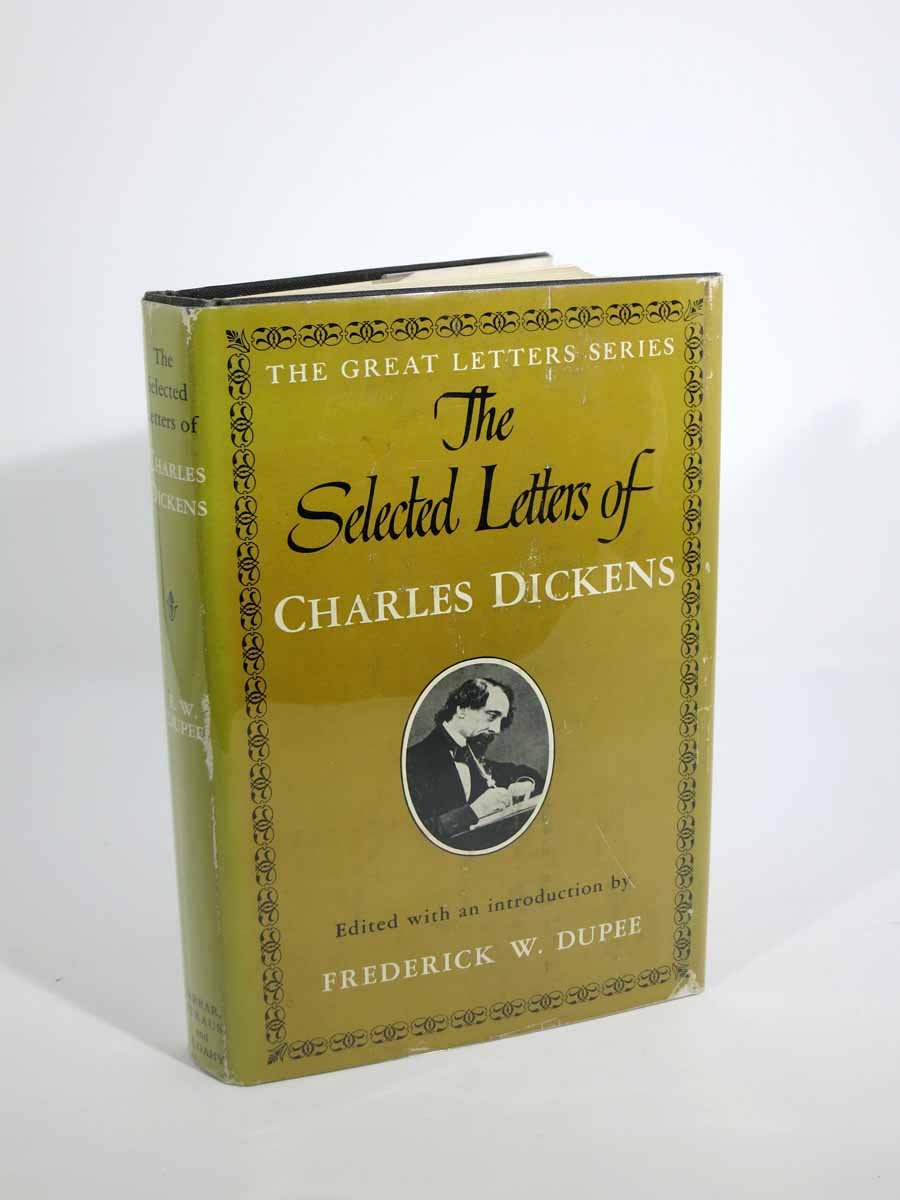 The
Selected
Letters of
CHARLES
DICKENS
F. W.
DUPEE
and
THE GREAT LETTERS SERIES
The
Selected Letters of
CHARLES DICKENS
Edited with an introduction by
FREDERICK W. DUPEE